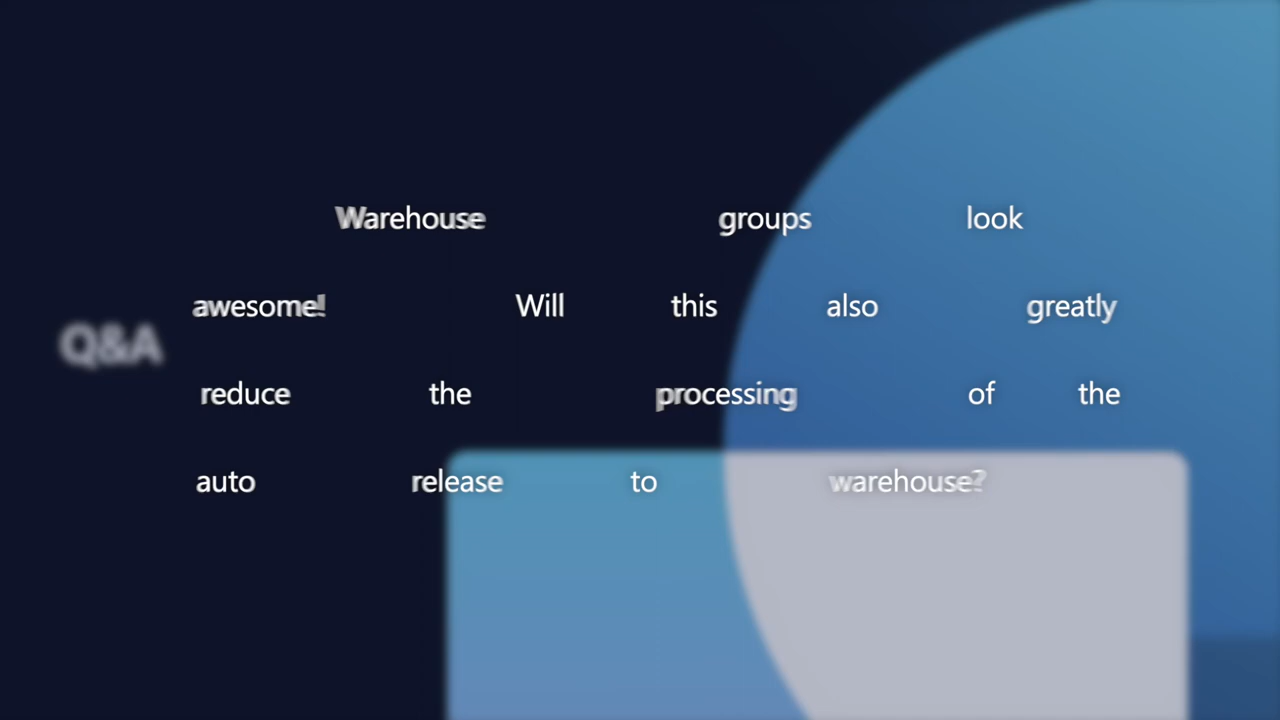 Warehouse groups look
awesome! Will this also greatly
Q&A
reduce the processing of the
auto release to warehouse?